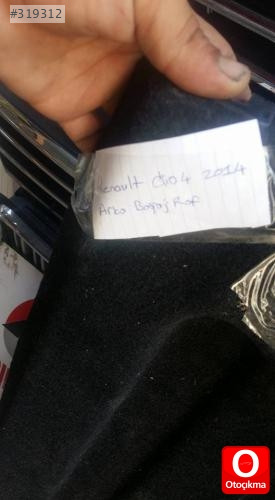 #319312
Renault Clio 4 2014
Arka Bagaj Raf
Otoçıkma